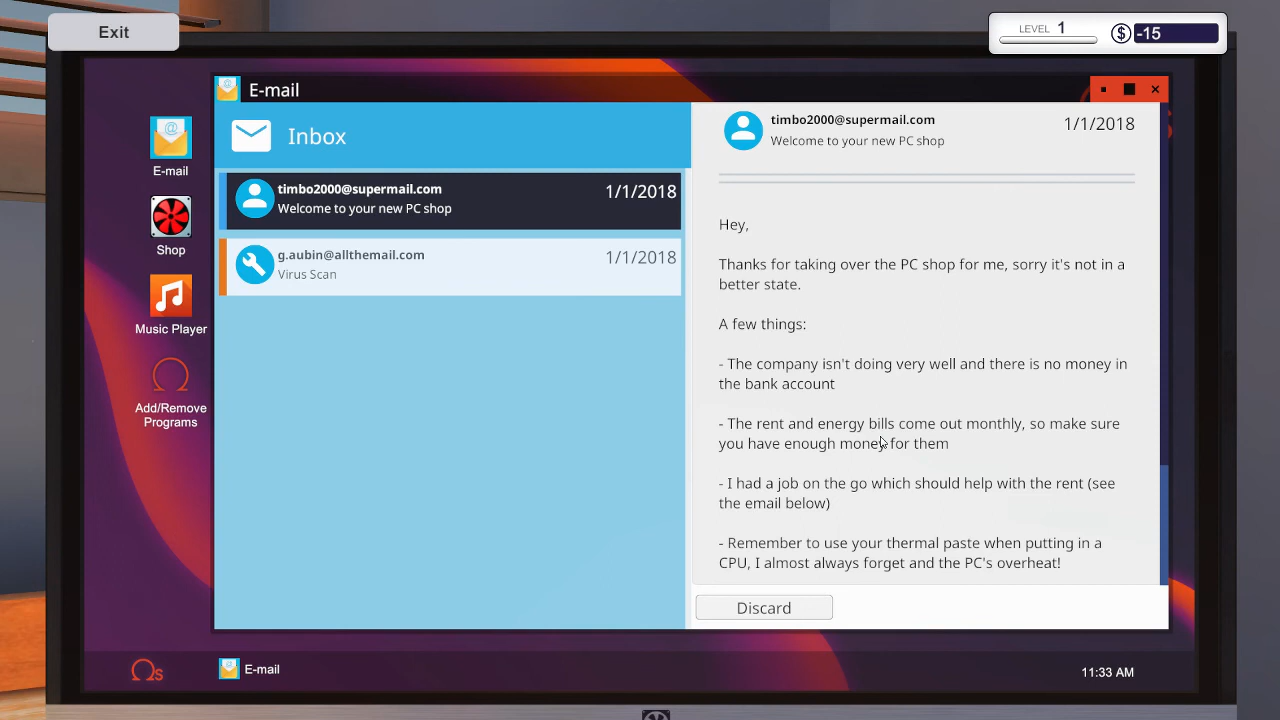 Exit
LEVEL 1
$ -15
E-mail
Inbox
timbo2000@supermail.com
1/1/2018
Welcome to your new PC shop
g.aubin@allthemail.com
1/1/2018
Virus Scan
E-mail
Shop
Music Player
Add/Remove
Programs
timbo2000@supermail.com
1/1/2018
Welcome to your new PC shop
Hey,
Thanks for taking over the PC shop for me, sorry it's not in a
better state.
A few things:
- The company isn't doing very well and there is no money in
the bank account
- The rent and energy bills come out monthly, so make sure
you have enough money for them
- I had a job on the go which should help with the rent (see
the email below)
- Remember to use your thermal paste when putting in a
CPU, I almost always forget and the PC's overheat!
Discard
Ωs
E-mail
11:33 AM